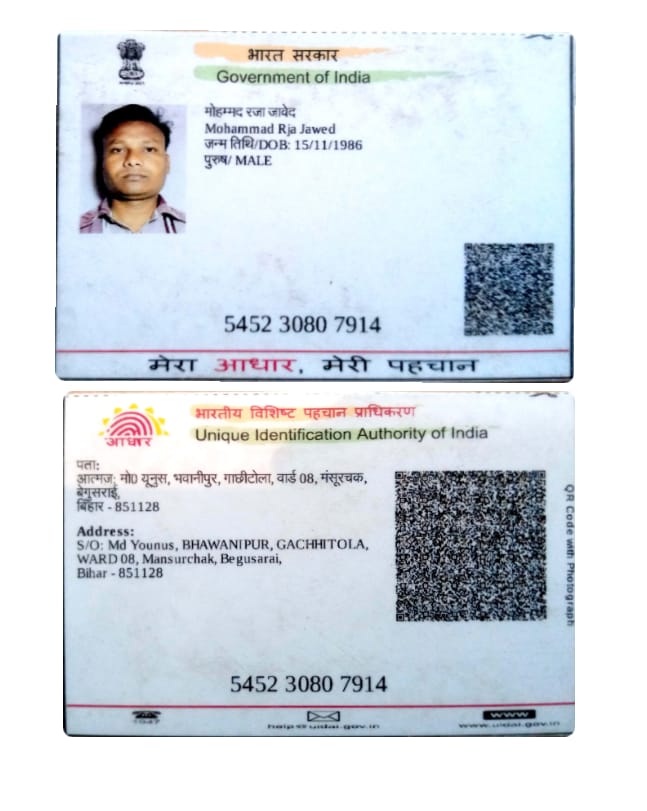 भारत सरकार
Government of India
मोहम्मद रजा जावेद
Mohammad Rja Jawed
जन्म तिथि/DOB: 15/11/1986
पुरुष/ MALE
5452 3080 7914
मेरा आधार, मेरी पहचान
आधार
भारतीय विशिष्ट पहचान प्राधिकरण
Unique Identification Authority of India
पता:
आत्मज: मो0 यूनुस, भवानीपुर, गाछीटोला, वार्ड 08, मंसूरचक,
बेगुसराई,
बिहार - 851128
Address:
S/O: Md Younus, BHAWANIPUR, GACHHITOLA,
WARD 08, Mansurchak, Begusarai,
Bihar - 851128
QR Code with Photograph
5452 3080 7914
1947
help@uidai.gov.in
www
www.uidai.gov.in